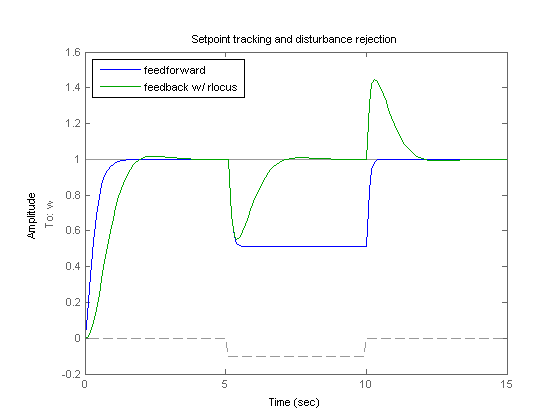 Setpoint tracking and disturbance rejection
1.6
feedforward
feedback w/ rlocus
1.4
1.2
1
0.8
0.6
0.4
0.2
0
-0.2
Amplitude
To: w
0
5
10
15
Time (sec)